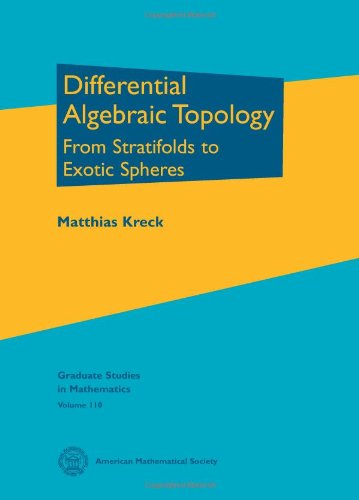 Differential
Algebraic Topology
From Stratifolds to
Exotic Spheres
Matthias Kreck
Graduate Studies
in Mathematics
Volume 110
American Mathematical Society